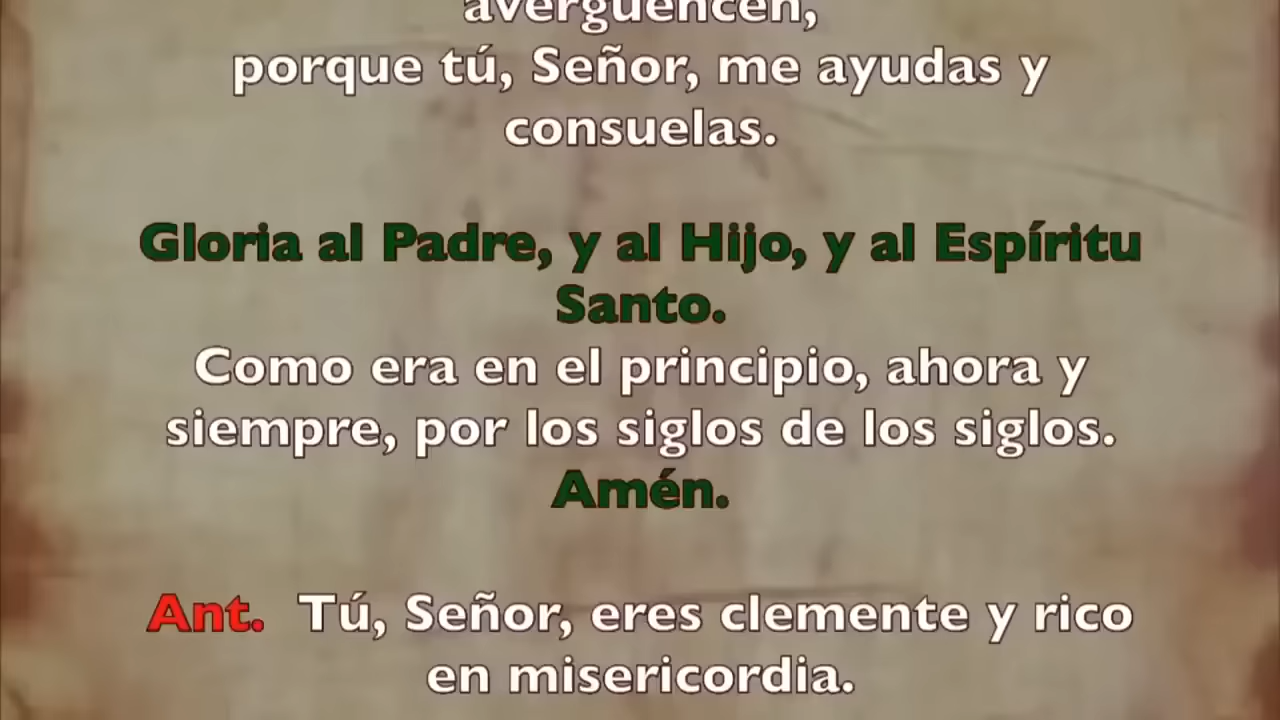 avergüencen,
porque tú, Señor, me ayudas y
consuelas.
Gloria al Padre, y al Hijo, y al Espíritu
Santo.
Como era en el principio, ahora y
siempre, por los siglos de los siglos.
Amén.
Ant. Tú, Señor, eres clemente y rico
en misericordia.